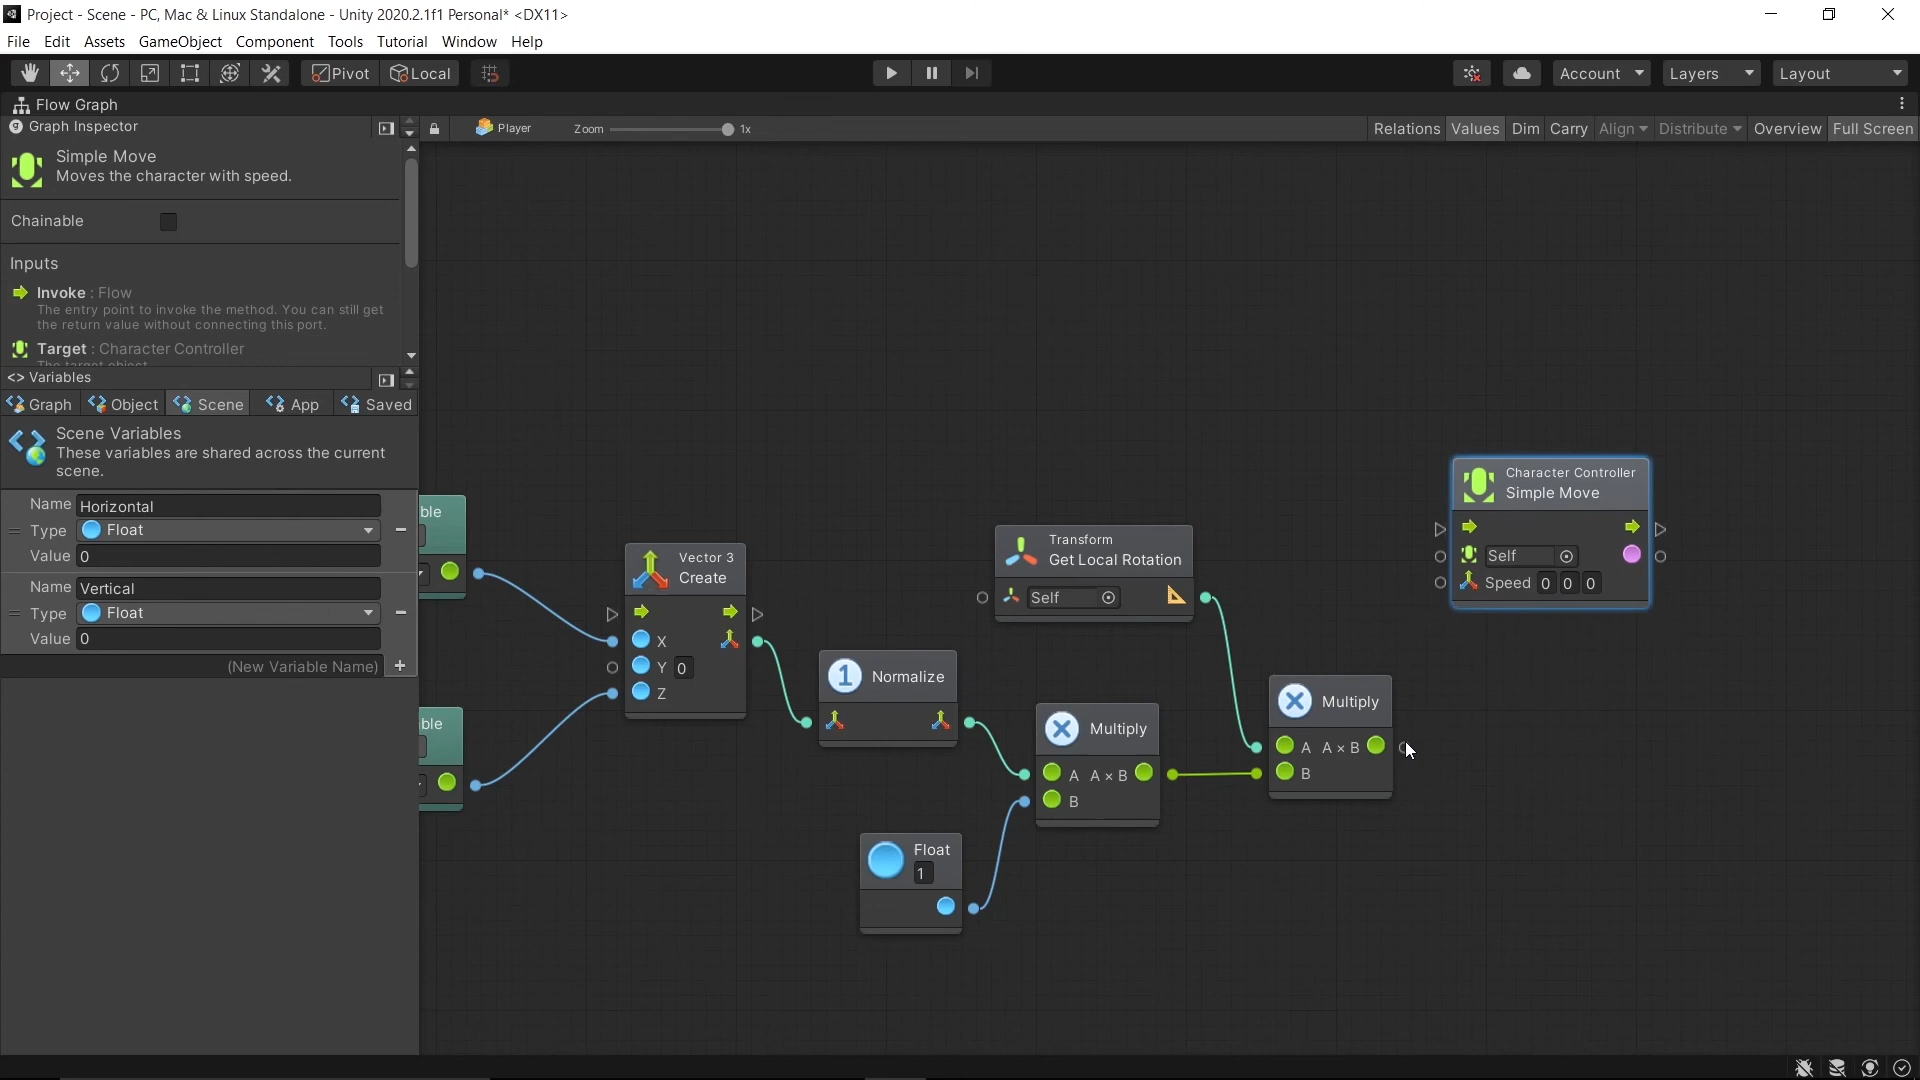 Project - Scene - PC, Mac & Linux Standalone - Unity 2020.2.1f1 Personal* <DX11>
File Edit Assets GameObject Component Tools Tutorial Window Help
Pivot Local Account Layers Layout
Flow Graph
Graph Inspector
Player Zoom 1x Relations Values Dim Carry Align Distribute Overview Full Screen
Simple Move
Moves the character with speed.
Chainable
Inputs
Invoke : Flow
The entry point to invoke the method. You can still get
the return value without connecting this port.
Target : Character Controller
The target object
<> Variables
Graph Object Scene App Saved
Scene Variables
These variables are shared across the current
scene.
Name Horizontal
Type Float
Value 0
Name Vertical
Type Float
Value 0
(New Variable Name) +
ble
ble
Vector 3
Create
X
Y 0
Z
1 Normalize
Float
1
Multiply
A A × B
B
Transform
Get Local Rotation
Self
Multiply
A A × B
B
Character Controller
Simple Move
Self
Speed 0 0 0